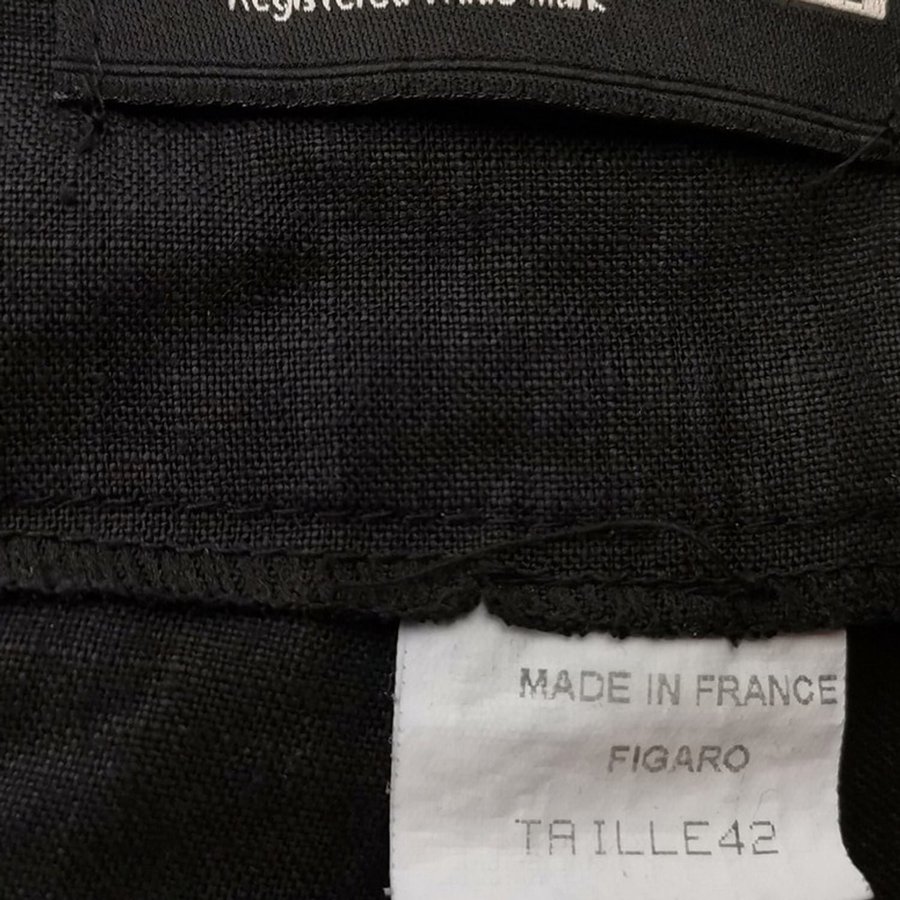 Registered Trade Mark
MADE IN FRANCE
FIGARO
TAILLE42